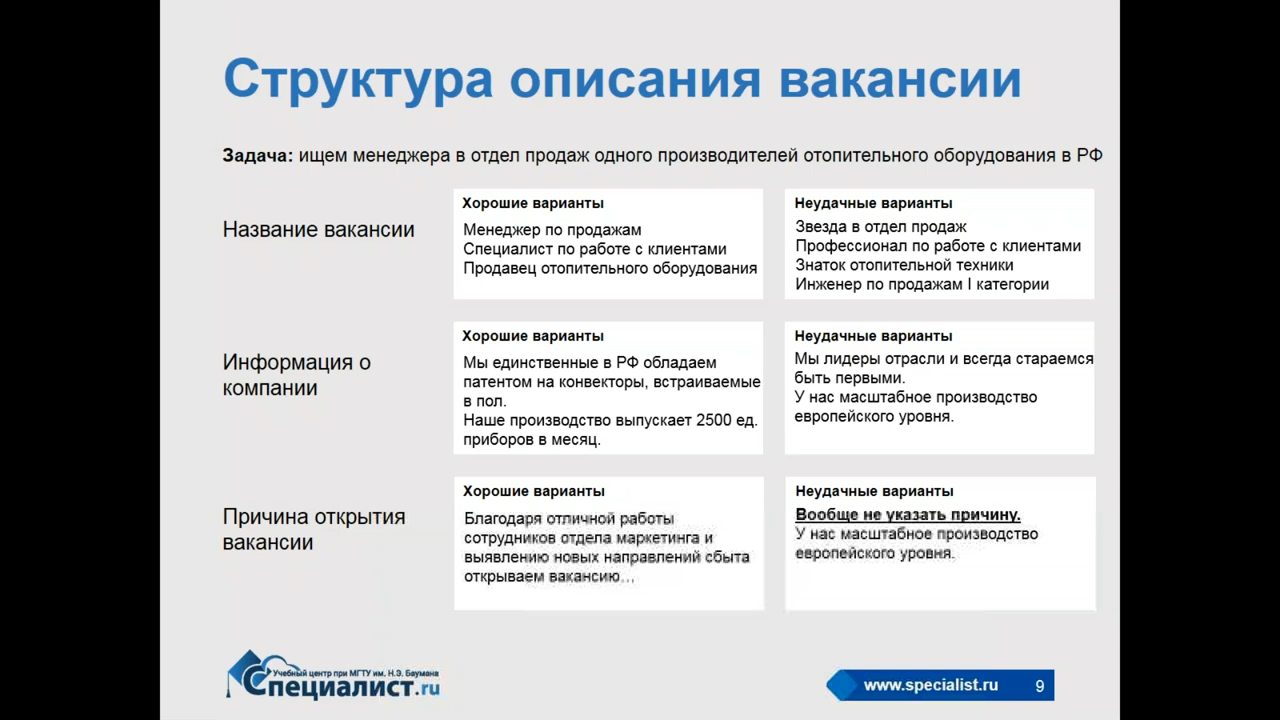 Структура описания вакансии
Задача: ищем менеджера в отдел продаж одного производителей отопительного оборудования в РФ
Название вакансии
Хорошие варианты
Менеджер по продажам
Специалист по работе с клиентами
Продавец отопительного оборудования
Неудачные варианты
Звезда в отдел продаж
Профессионал по работе с клиентами
Знаток отопительной техники
Инженер по продажам I категории
Информация о
компании
Хорошие варианты
Мы единственные в РФ обладаем
патентом на конвекторы, встраиваемые
в пол.
Наше производство выпускает 2500 ед.
приборов в месяц.
Неудачные варианты
Мы лидеры отрасли и всегда стараемся
быть первыми.
У нас масштабное производство
европейского уровня.
Причина открытия
вакансии
Хорошие варианты
Благодаря отличной работы
сотрудников отдела маркетинга и
выявлению новых направлений сбыта
открываем вакансию…
Неудачные варианты
Вообще не указать причину.
У нас масштабное производство
европейского уровня.
Учебный центр при МГТУ им. Н.Э. Баумана
Специалист.ru
www.specialist.ru 9